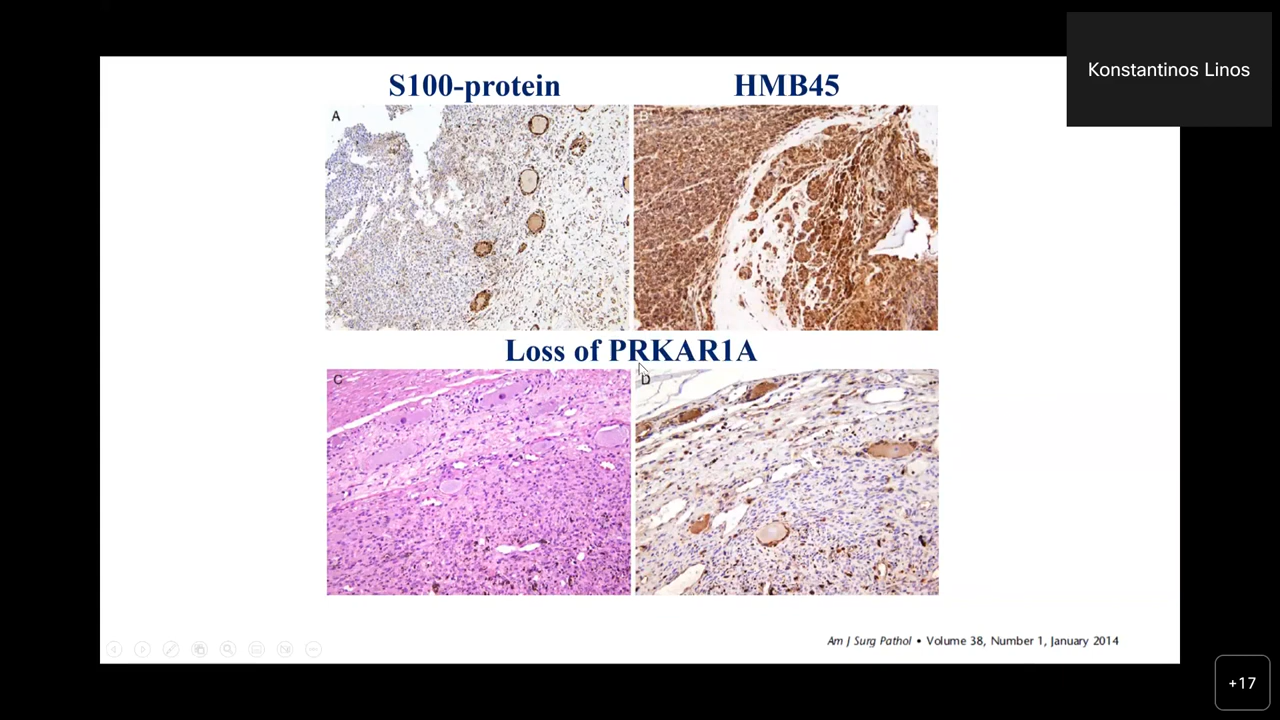 Konstantinos Linos
S100-protein
HMB45
A
B
Loss of PRKAR1A
C
D
Am J Surg Pathol • Volume 38, Number 1, January 2014
+17